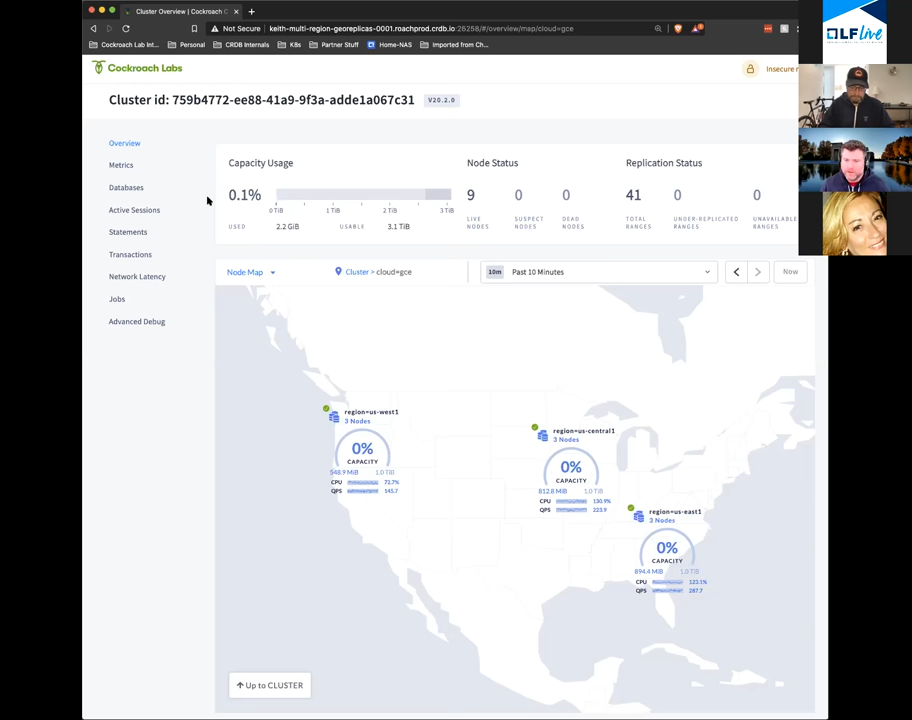 Cluster Overview | Cockroach C
Not Secure | keith-multi-region-georeplicas-0001.roachprod.crdb.io:26258/#/overview/map/cloud=gce
Cockroach Lab Int... Personal CRDB Internals K8s Partner Stuff Home-NAS Imported from Ch...
Cockroach Labs
Insecure
Cluster id: 759b4772-ee88-41a9-9f3a-adde1a067c31 V20.2.0
Overview
Metrics
Databases
Active Sessions
Statements
Transactions
Network Latency
Jobs
Advanced Debug
Capacity Usage
0.1%
0 TiB 1 TiB 2 TiB 3 TiB
USED 2.2 GiB USABLE 3.1 TiB
Node Status
9 0 0
LIVE NODES SUSPECT NODES DEAD NODES
Replication Status
41 0 0
TOTAL RANGES UNDER-REPLICATED RANGES UNAVAILABLE RANGES
Node Map
Cluster > cloud=gce
10m Past 10 Minutes
< > Now
region=us-west1
3 Nodes
0%
CAPACITY
548.9 MiB 1.0 TiB
CPU 72.7%
QPS 145.7
region=us-central1
3 Nodes
0%
CAPACITY
812.8 MiB 1.0 TiB
CPU 130.9%
QPS 223.9
region=us-east1
3 Nodes
0%
CAPACITY
894.4 MiB 1.0 TiB
CPU 123.1%
QPS 287.7
Up to CLUSTER
LF live